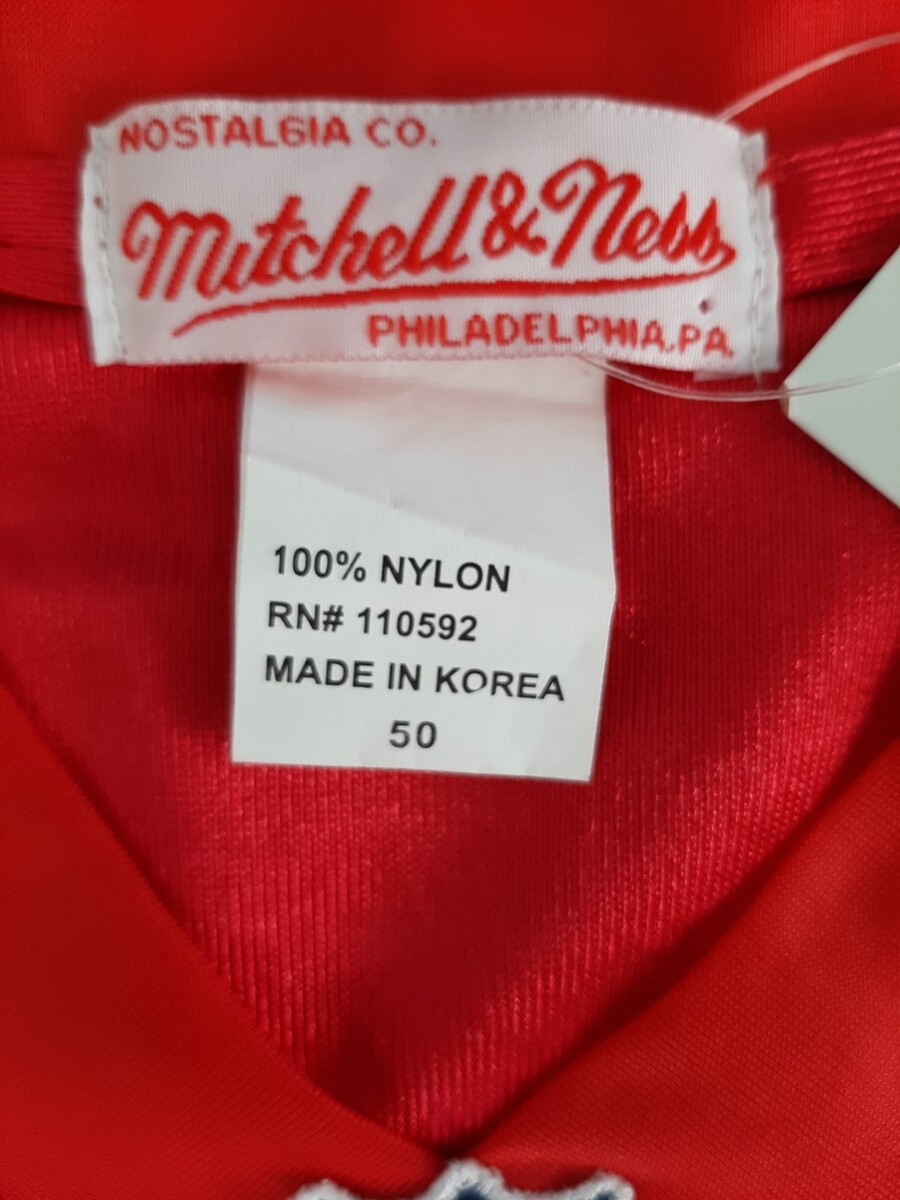 NOSTALGIA CO.
Mitchell & Ness
PHILADELPHIA, PA.
100% NYLON
RN# 110592
MADE IN KOREA
50